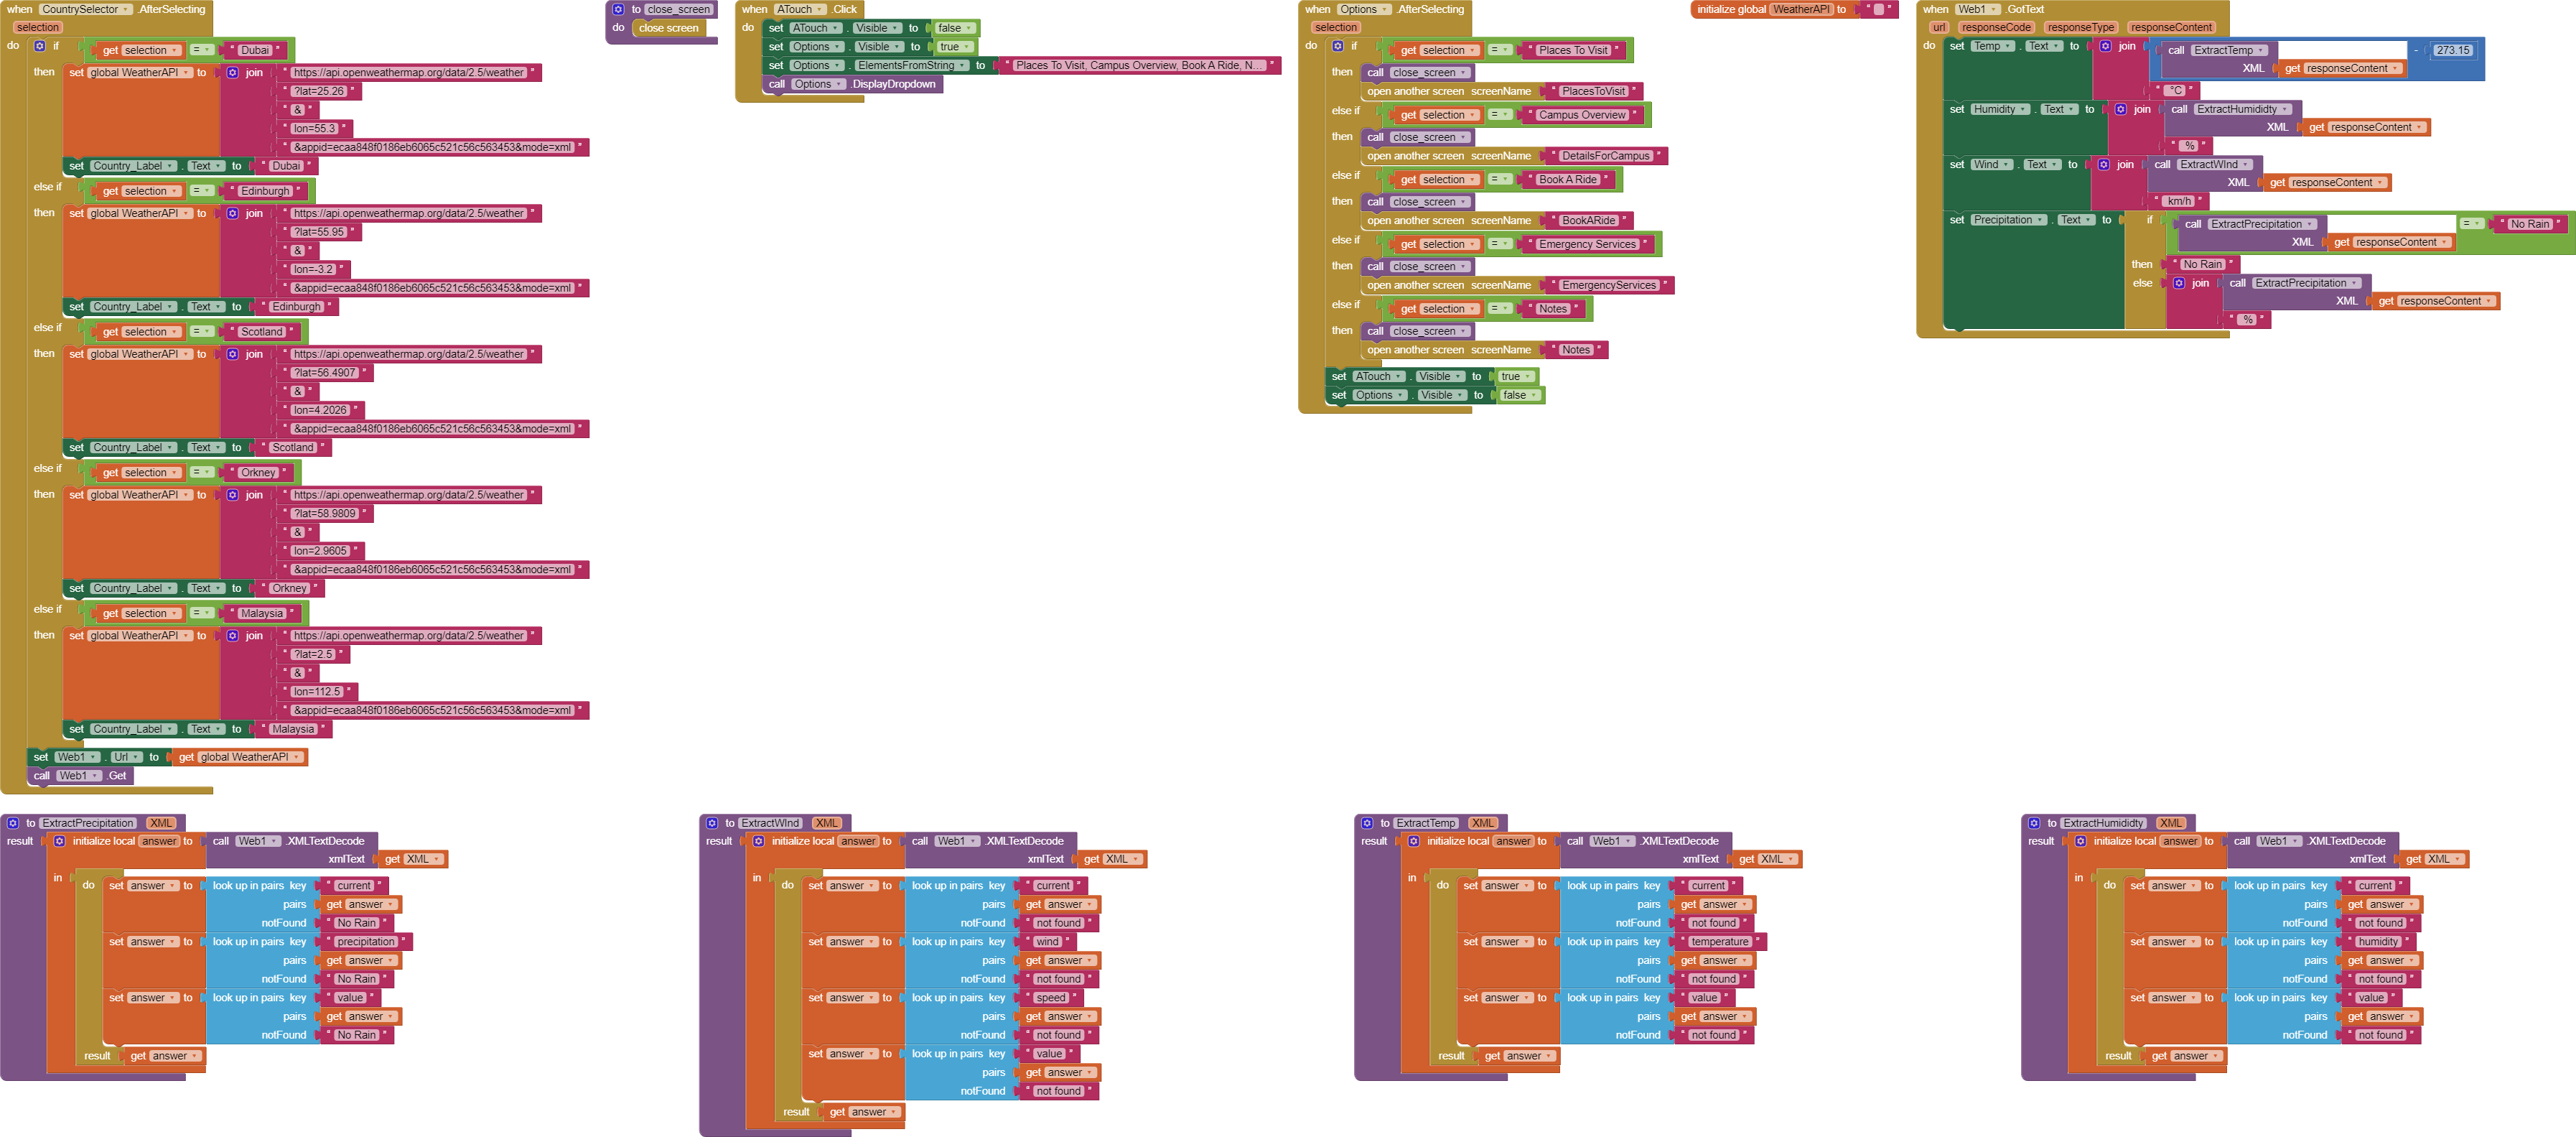 when CountrySelector .AfterSelecting
selection
do if get selection = " Dubai "
then set global WeatherAPI to join " https://api.openweathermap.org/data/2.5/weather "
" ?lat=25.26 "
" & "
" lon=55.3 "
" &appid=ecaa848f0186eb6065c521c56c563453&mode=xml "
set Country_Label . Text to " Dubai "
else if get selection = " Edinburgh "
then set global WeatherAPI to join " https://api.openweathermap.org/data/2.5/weather "
" ?lat=55.95 "
" & "
" lon=-3.2 "
" &appid=ecaa848f0186eb6065c521c56c563453&mode=xml "
set Country_Label . Text to " Edinburgh "
else if get selection = " Scotland "
then set global WeatherAPI to join " https://api.openweathermap.org/data/2.5/weather "
" ?lat=56.4907 "
" & "
" lon=4.2026 "
" &appid=ecaa848f0186eb6065c521c56c563453&mode=xml "
set Country_Label . Text to " Scotland "
else if get selection = " Orkney "
then set global WeatherAPI to join " https://api.openweathermap.org/data/2.5/weather "
" ?lat=58.9809 "
" & "
" lon=2.9605 "
" &appid=ecaa848f0186eb6065c521c56c563453&mode=xml "
set Country_Label . Text to " Orkney "
else if get selection = " Malaysia "
then set global WeatherAPI to join " https://api.openweathermap.org/data/2.5/weather "
" ?lat=2.5 "
" & "
" lon=112.5 "
" &appid=ecaa848f0186eb6065c521c56c563453&mode=xml "
set Country_Label . Text to " Malaysia "
set Web1 . Url to get global WeatherAPI
call Web1 .Get
to close_screen
do close screen
when ATouch .Click
do set ATouch . Visible to false
set Options . Visible to true
set Options . ElementsFromString to " Places To Visit, Campus Overview, Book A Ride, N... "
call Options .DisplayDropdown
when Options .AfterSelecting
selection
do if get selection = " Places To Visit "
then call close_screen
open another screen screenName " PlacesToVisit "
else if get selection = " Campus Overview "
then call close_screen
open another screen screenName " DetailsForCampus "
else if get selection = " Book A Ride "
then call close_screen
open another screen screenName " BookARide "
else if get selection = " Emergency Services "
then call close_screen
open another screen screenName " EmergencyServices "
else if get selection = " Notes "
then call close_screen
open another screen screenName " Notes "
set ATouch . Visible to true
set Options . Visible to false
initialize global WeatherAPI to " "
when Web1 .GotText
url responseCode responseType responseContent
do set Temp . Text to join call ExtractTemp - 273.15
XML get responseContent
" °C "
set Humidity . Text to join call ExtractHumididty
XML get responseContent
" % "
set Wind . Text to join call ExtractWInd
XML get responseContent
" km/h "
set Precipitation . Text to if call ExtractPrecipitation = " No Rain "
XML get responseContent
then " No Rain "
else join call ExtractPrecipitation
XML get responseContent
" % "
to ExtractPrecipitation XML
result initialize local answer to call Web1 .XMLTextDecode
xmlText get XML
in do set answer to look up in pairs key " current "
pairs get answer
notFound " No Rain "
set answer to look up in pairs key " precipitation "
pairs get answer
notFound " No Rain "
set answer to look up in pairs key " value "
pairs get answer
notFound " No Rain "
result get answer
to ExtractWInd XML
result initialize local answer to call Web1 .XMLTextDecode
xmlText get XML
in do set answer to look up in pairs key " current "
pairs get answer
notFound " not found "
set answer to look up in pairs key " wind "
pairs get answer
notFound " not found "
set answer to look up in pairs key " speed "
pairs get answer
notFound " not found "
set answer to look up in pairs key " value "
pairs get answer
notFound " not found "
result get answer
to ExtractTemp XML
result initialize local answer to call Web1 .XMLTextDecode
xmlText get XML
in do set answer to look up in pairs key " current "
pairs get answer
notFound " not found "
set answer to look up in pairs key " temperature "
pairs get answer
notFound " not found "
set answer to look up in pairs key " value "
pairs get answer
notFound " not found "
result get answer
to ExtractHumididty XML
result initialize local answer to call Web1 .XMLTextDecode
xmlText get XML
in do set answer to look up in pairs key " current "
pairs get answer
notFound " not found "
set answer to look up in pairs key " humidity "
pairs get answer
notFound " not found "
set answer to look up in pairs key " value "
pairs get answer
notFound " not found "
result get answer